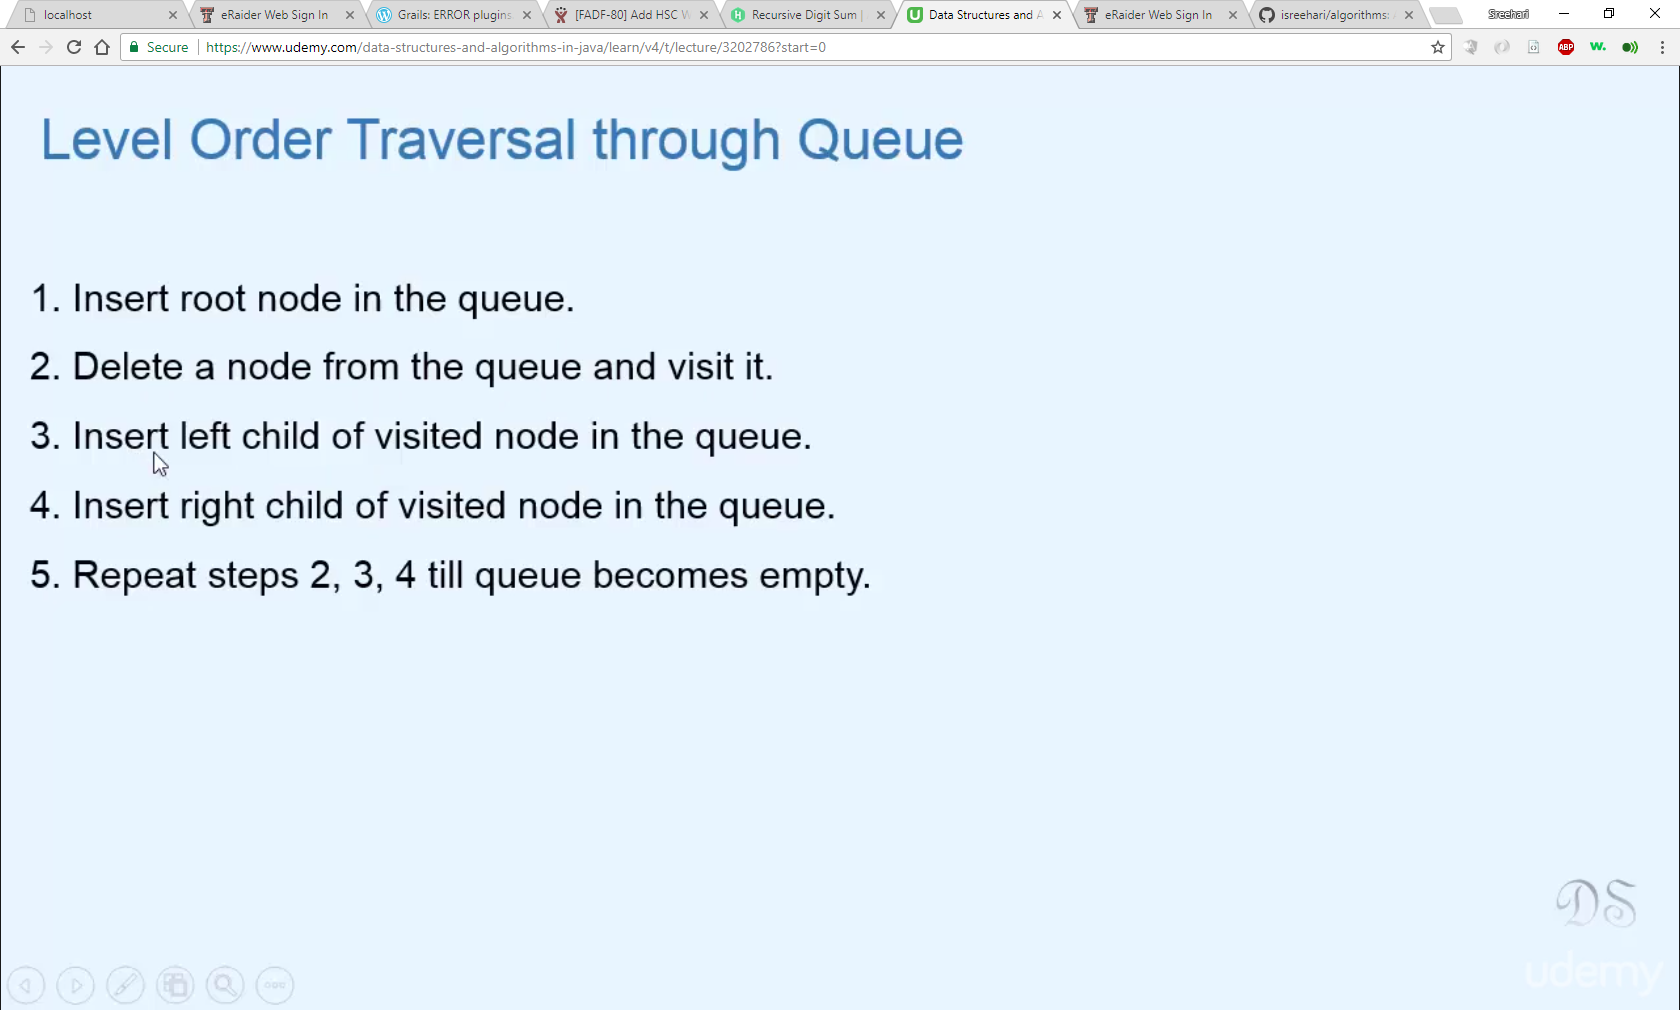 localhost
eRaider Web Sign In
Grails: ERROR plugins
[FADF-80] Add HSC W
Recursive Digit Sum |
Data Structures and A
eRaider Web Sign In
isreehari/algorithms:
Sreehari
Secure
https://www.udemy.com/data-structures-and-algorithms-in-java/learn/v4/t/lecture/3202786?start=0
ABP
w.
Level Order Traversal through Queue
1. Insert root node in the queue.
2. Delete a node from the queue and visit it.
3. Insert left child of visited node in the queue.
4. Insert right child of visited node in the queue.
5. Repeat steps 2, 3, 4 till queue becomes empty.
DS
udemy